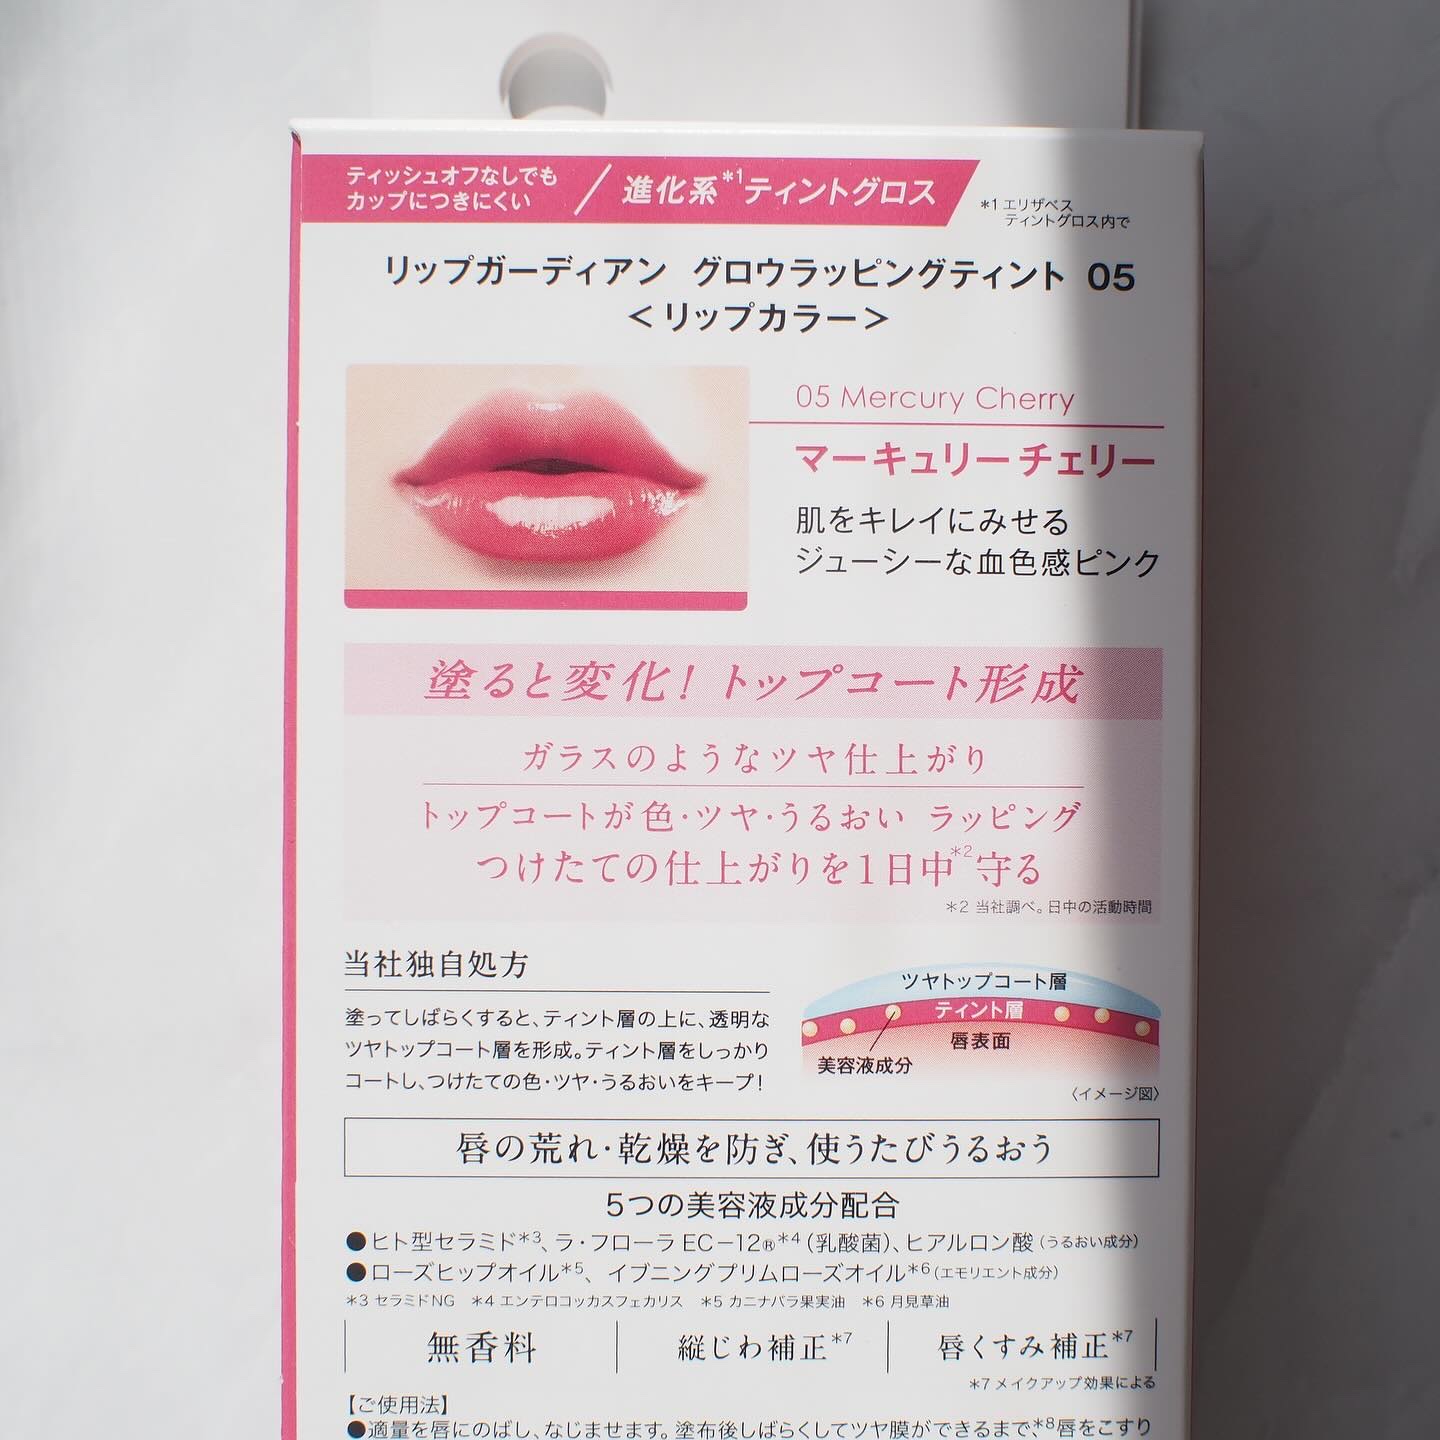 ティッシュオフなしでも
カップにつきにくい
進化系*1ティントグロス
*1 エリザベス
ティントグロス内で
リップガーディアン グロウラッピングティント 05
＜リップカラー＞
05 Mercury Cherry
マーキュリーチェリー
肌をキレイにみせる
ジューシーな血色感ピンク
塗ると変化！トップコート形成
ガラスのようなツヤ仕上がり
トップコートが色・ツヤ・うるおい ラッピング
つけたての仕上がりを1日中*2守る
*2 当社調べ。日中の活動時間
当社独自処方
塗ってしばらくすると、ティント層の上に、透明な
ツヤトップコート層を形成。ティント層をしっかり
コートし、つけたての色・ツヤ・うるおいをキープ！
ツヤトップコート層
ティント層
唇表面
美容液成分
〈イメージ図〉
唇の荒れ・乾燥を防ぎ、使うたびうるおう
5つの美容液成分配合
●ヒト型セラミド*3、ラ・フローラ EC－12®*4（乳酸菌）、ヒアルロン酸（うるおい成分）
●ローズヒップオイル*5、イブニングプリムローズオイル*6（エモリエント成分）
*3 セラミドNG *4 エンテロコッカスフェカリス *5 カニナバラ果実油 *6 月見草油
無香料
縦じわ補正*7
唇くすみ補正*7
*7 メイクアップ効果による
【ご使用法】
●適量を唇にのばし、なじませます。塗布後しばらくしてツヤ膜ができるまで、*8唇をこすり